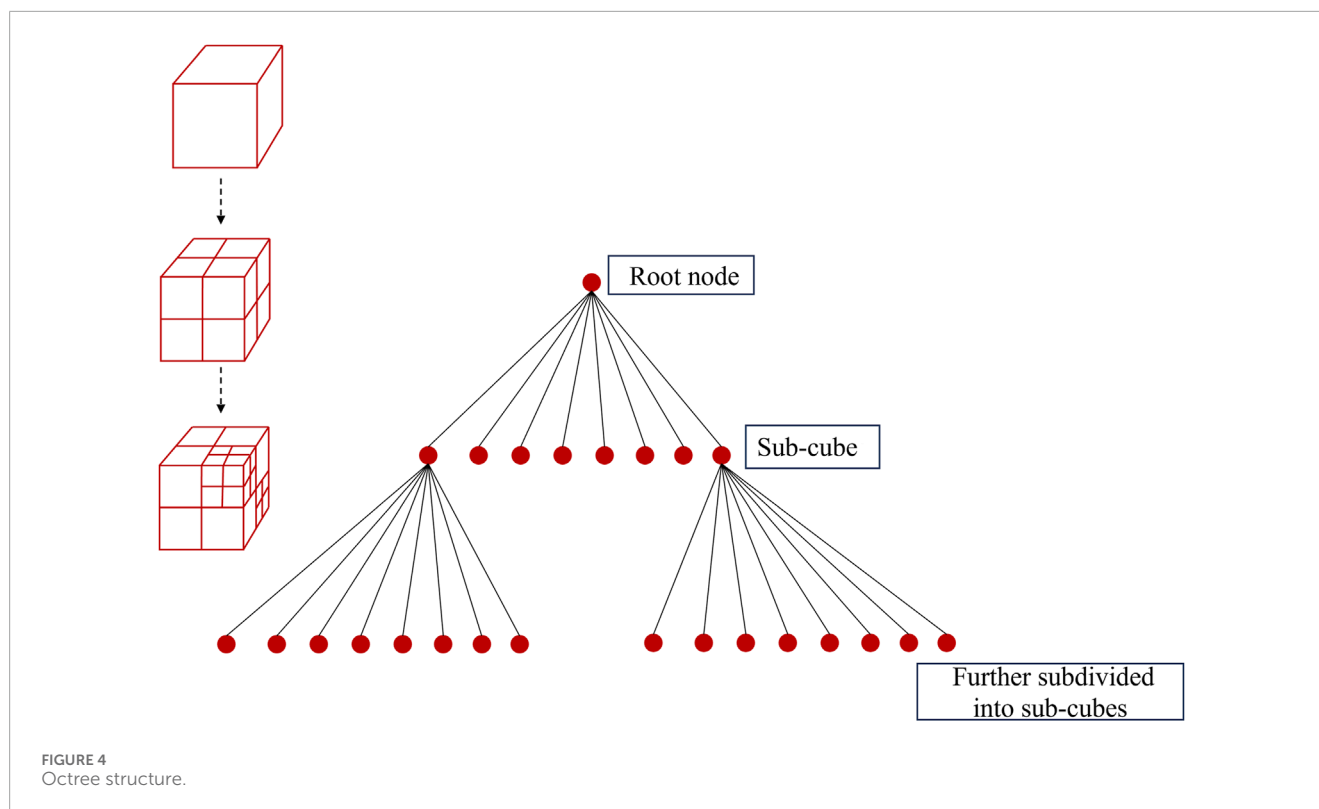 Root node
Sub-cube
Further subdivided
into sub-cubes
FIGURE 4
Octree structure.